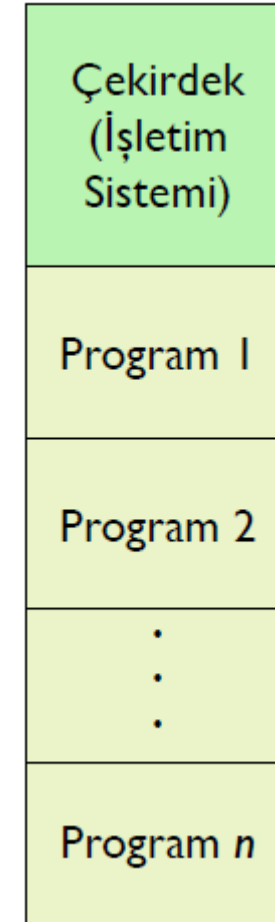 Çekirdek
(İşletim
Sistemi)
Program 1
Program 2
.
.
.
Program n